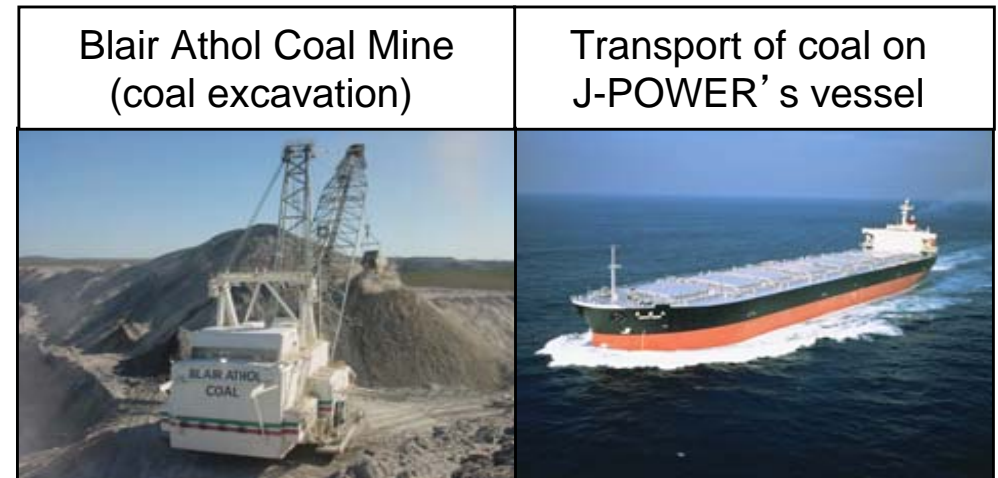 Blair Athol Coal Mine
(coal excavation)
Transport of coal on
J-POWER’s vessel
BLAIR ATHOL
COAL